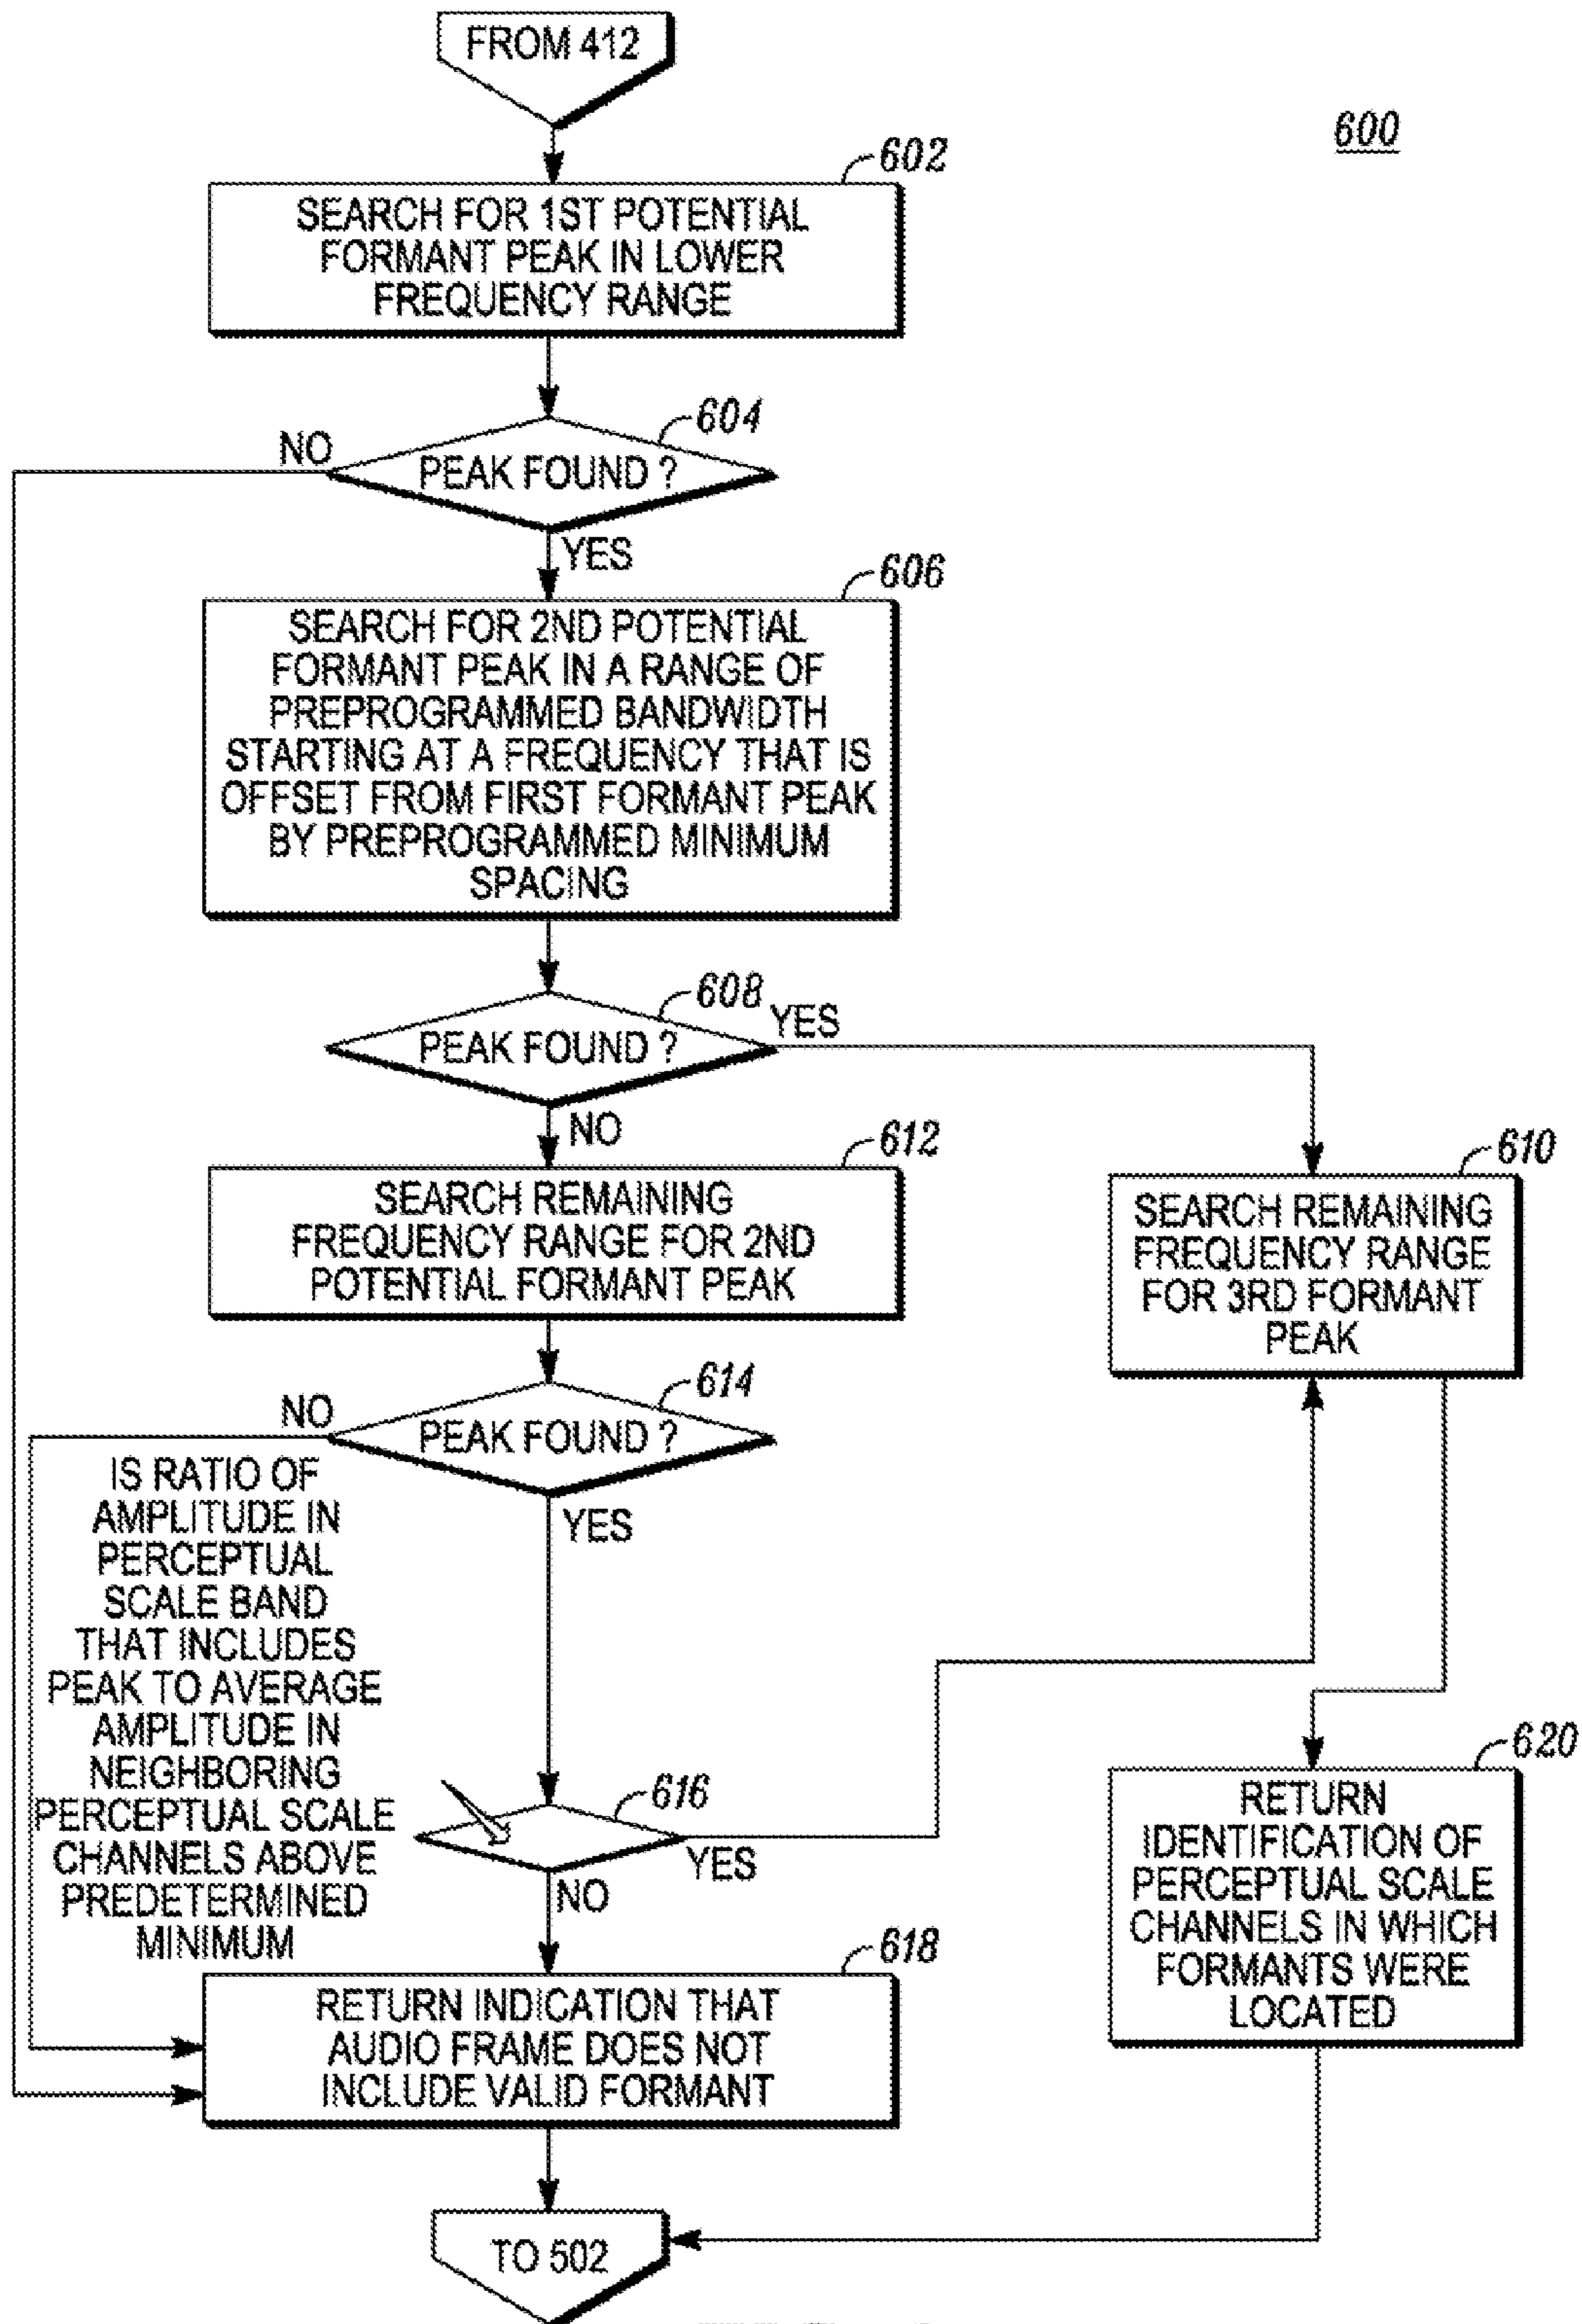 FROM 412
600
602
SEARCH FOR 1ST POTENTIAL
FORMANT PEAK IN LOWER
FREQUENCY RANGE
604
NO
PEAK FOUND ?
YES
606
SEARCH FOR 2ND POTENTIAL
FORMANT PEAK IN A RANGE OF
PREPROGRAMMED BANDWIDTH
STARTING AT A FREQUENCY THAT IS
OFFSET FROM FIRST FORMANT PEAK
BY PREPROGRAMMED MINIMUM
SPACING
608
YES
PEAK FOUND ?
NO
612
SEARCH REMAINING
FREQUENCY RANGE FOR 2ND
POTENTIAL FORMANT PEAK
610
SEARCH REMAINING
FREQUENCY RANGE
FOR 3RD FORMANT
PEAK
614
NO
PEAK FOUND ?
YES
IS RATIO OF
AMPLITUDE IN
PERCEPTUAL
SCALE BAND
THAT INCLUDES
PEAK TO AVERAGE
AMPLITUDE IN
NEIGHBORING
PERCEPTUAL SCALE
CHANNELS ABOVE
PREDETERMINED
MINIMUM
616
YES
NO
620
RETURN
IDENTIFICATION OF
PERCEPTUAL SCALE
CHANNELS IN WHICH
FORMANTS WERE
LOCATED
618
RETURN INDICATION THAT
AUDIO FRAME DOES NOT
INCLUDE VALID FORMANT
TO 502